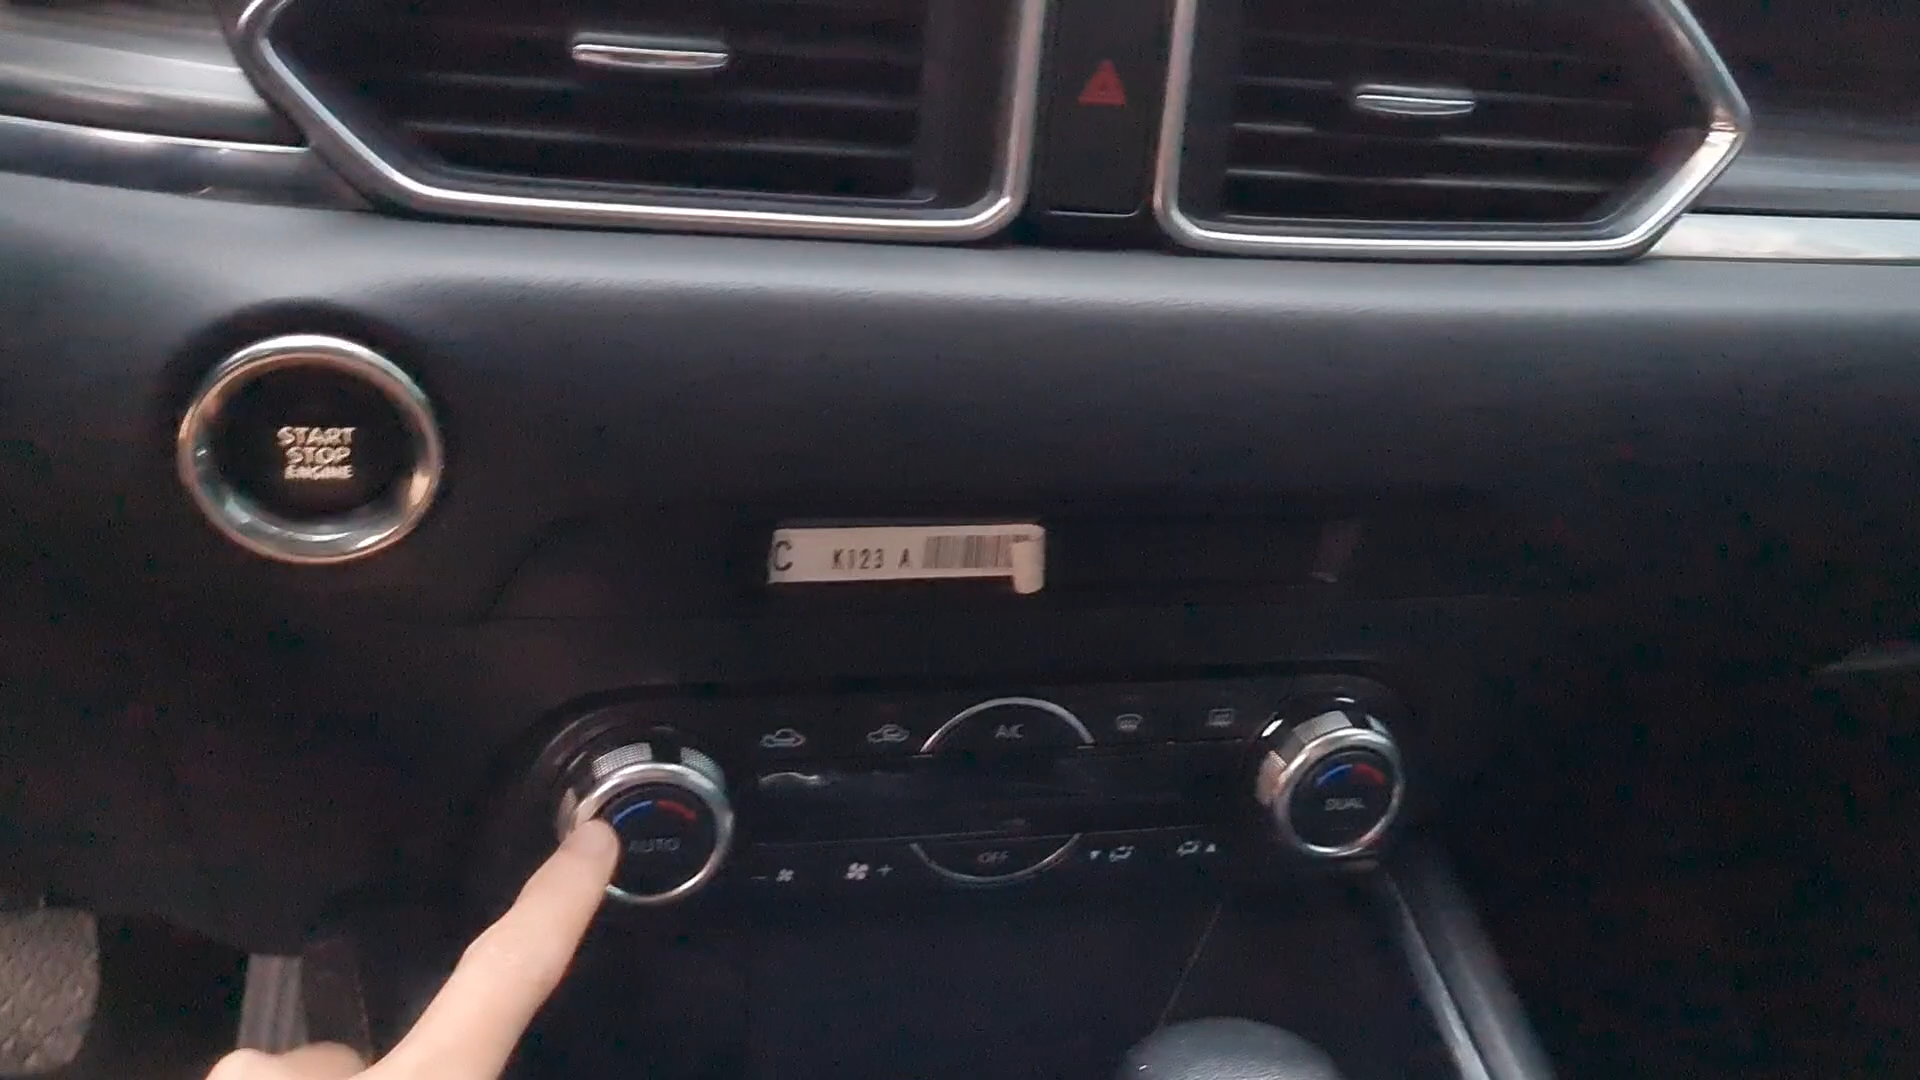 START
STOP
ENGINE
C K123 A
A/C
AUTO
DUAL
- +
OFF